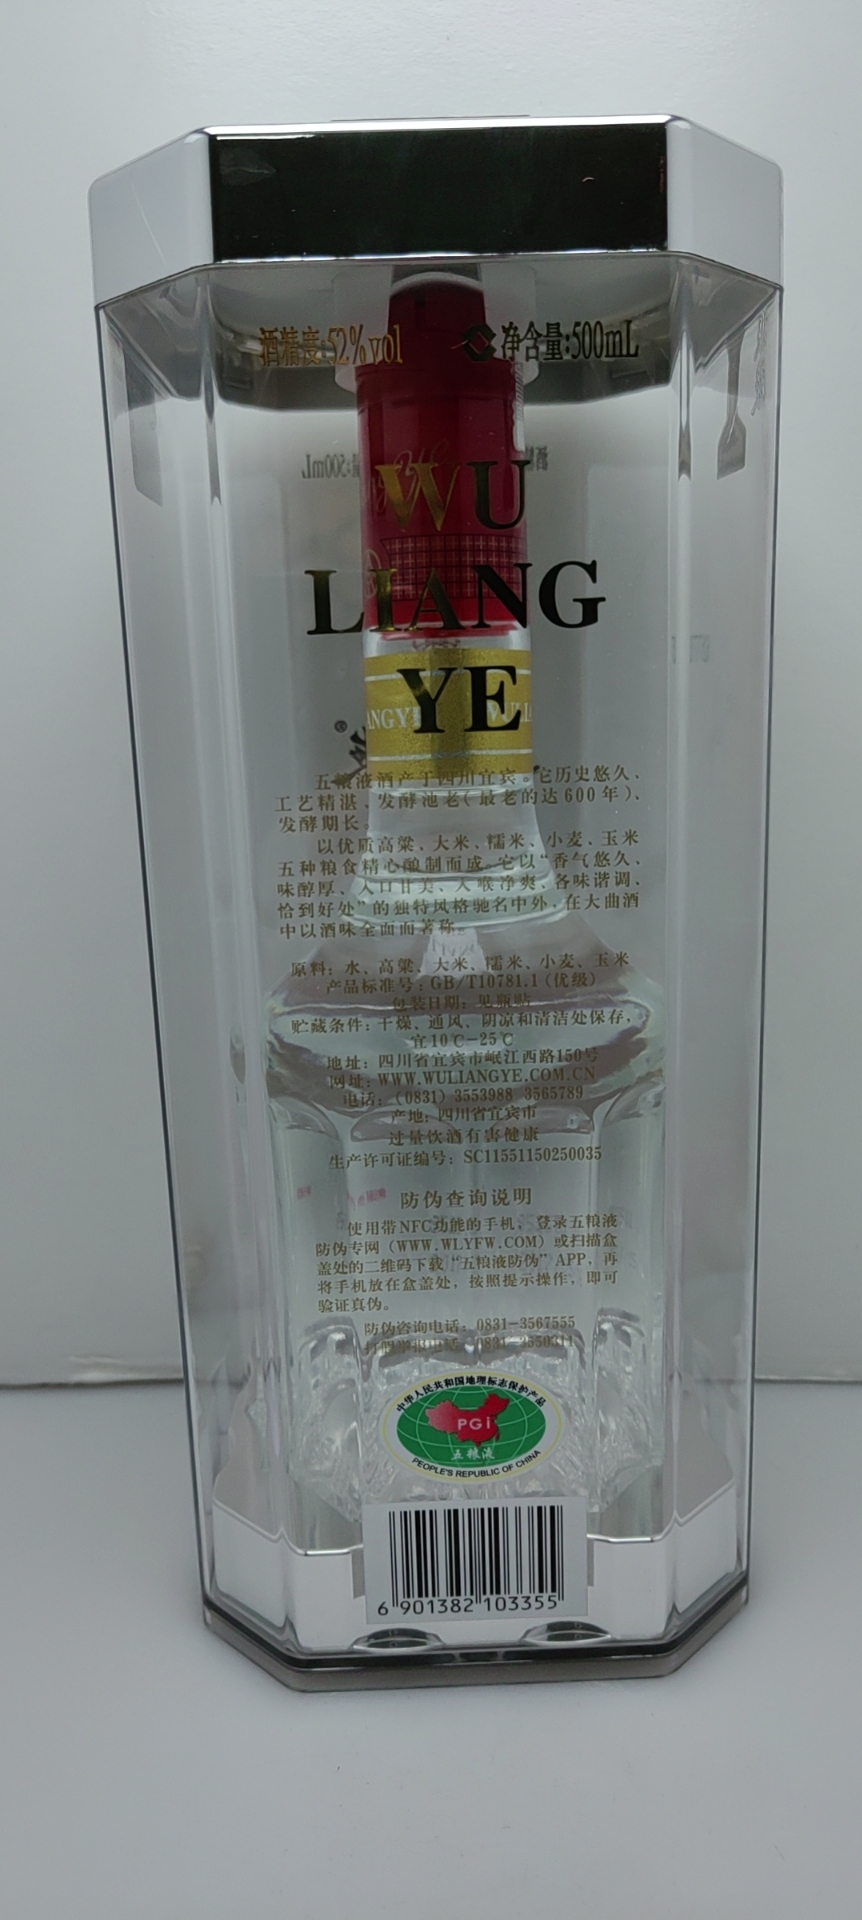 酒精度:52%vol 净含量:500mL
WU
LIANG
YE
五粮液酒产于四川宜宾。它历史悠久、
工艺精湛、发酵池老(最老的达600年)、
发酵期长。
以优质高粱、大米、糯米、小麦、玉米
五种粮食精心酿制而成。它以“香气悠久、
味醇厚、入口甘美、入喉净爽、各味谐调、
恰到好处”的独特风格驰名中外,在大曲酒
中以酒味全面而著称。
原料:水、高粱、大米、糯米、小麦、玉米
产品标准号:GB/T10781.1(优级)
包装日期:见瓶贴
贮藏条件:干燥、通风、阴凉和清洁处保存,
宜10℃-25℃
地址:四川省宜宾市岷江西路150号
网址:WWW.WULIANGYE.COM.CN
电话:(0831) 3553988 3565789
产地:四川省宜宾市
过量饮酒有害健康
生产许可证编号:SC11551150250035
防伪查询说明
使用带NFC功能的手机,登录五粮液
防伪专网(WWW.WLYFW.COM)或扫描盒
盖处的二维码下载“五粮液防伪”APP,再
将手机放在盒盖处,按照提示操作,即可
验证真伪。
防伪咨询电话:0831-3567555
打假举报电话:0831-3550311
中华人民共和国地理标志保护产品
PGI
五粮液
PEOPLE'S REPUBLIC OF CHINA
6 901382 103355